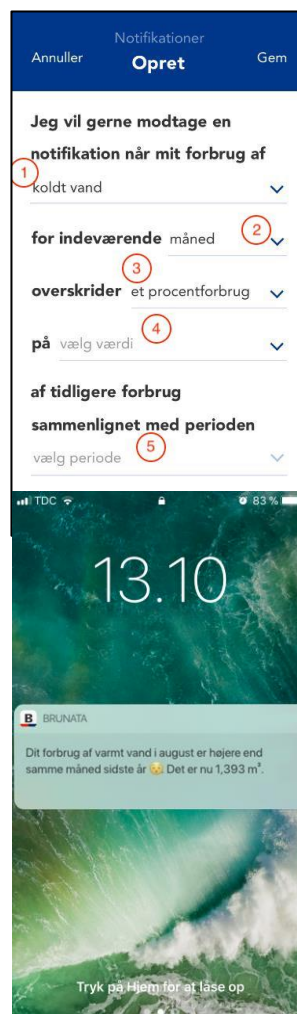 Notifikationer
Annuller Opret Gem
Jeg vil gerne modtage en
notifikation når mit forbrug af
1
koldt vand
for indeværende måned 2
3
overskrider et procentforbrug
4
på vælg værdi
af tidligere forbrug
sammenlignet med perioden
5
vælg periode
TDC 83 %
13.10
B BRUNATA
Dit forbrug af varmt vand i august er højere end
samme måned sidste år 😟. Det er nu 1,393 m³.
Tryk på Hjem for at låse op